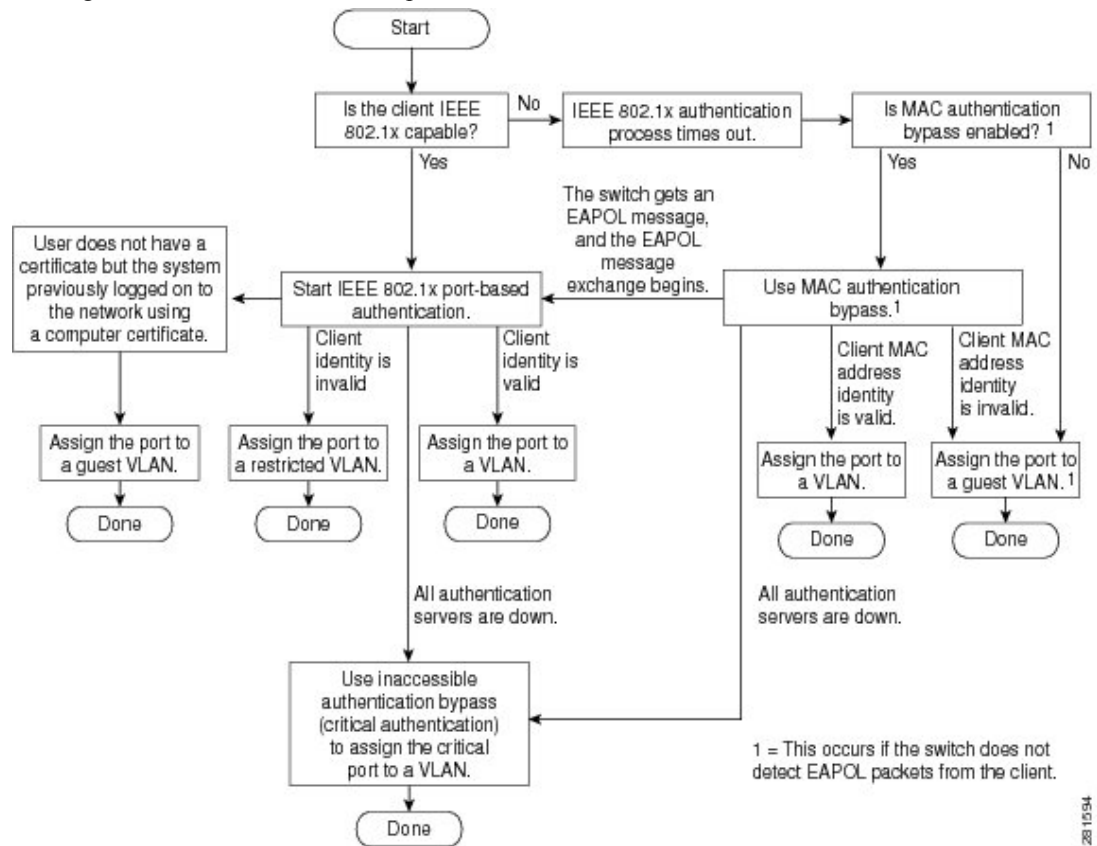 Start
Is the client IEEE
802.1x capable?
No
IEEE 802.1x authentication
process times out.
Is MAC authentication
bypass enabled? 1
Yes
Yes
No
The switch gets an
EAPOL message,
and the EAPOL
message
exchange begins.
User does not have a
certificate but the system
previously logged on to
the network using
a computer certificate.
Start IEEE 802.1x port-based
authentication.
Use MAC authentication
bypass.1
Client
identity is
invalid
Client
identity is
valid
Client MAC
address
identity
is valid.
Client MAC
address
identity
is invalid.
Assign the port to
a guest VLAN.
Assign the port to
a restricted VLAN.
Assign the port to
a VLAN.
Assign the port to
a VLAN.
Assign the port to
a guest VLAN.1
Done
Done
Done
Done
Done
All authentication
servers are down.
All authentication
servers are down.
Use inaccessible
authentication bypass
(critical authentication)
to assign the critical
port to a VLAN.
Done
1 = This occurs if the switch does not
detect EAPOL packets from the client.
281594